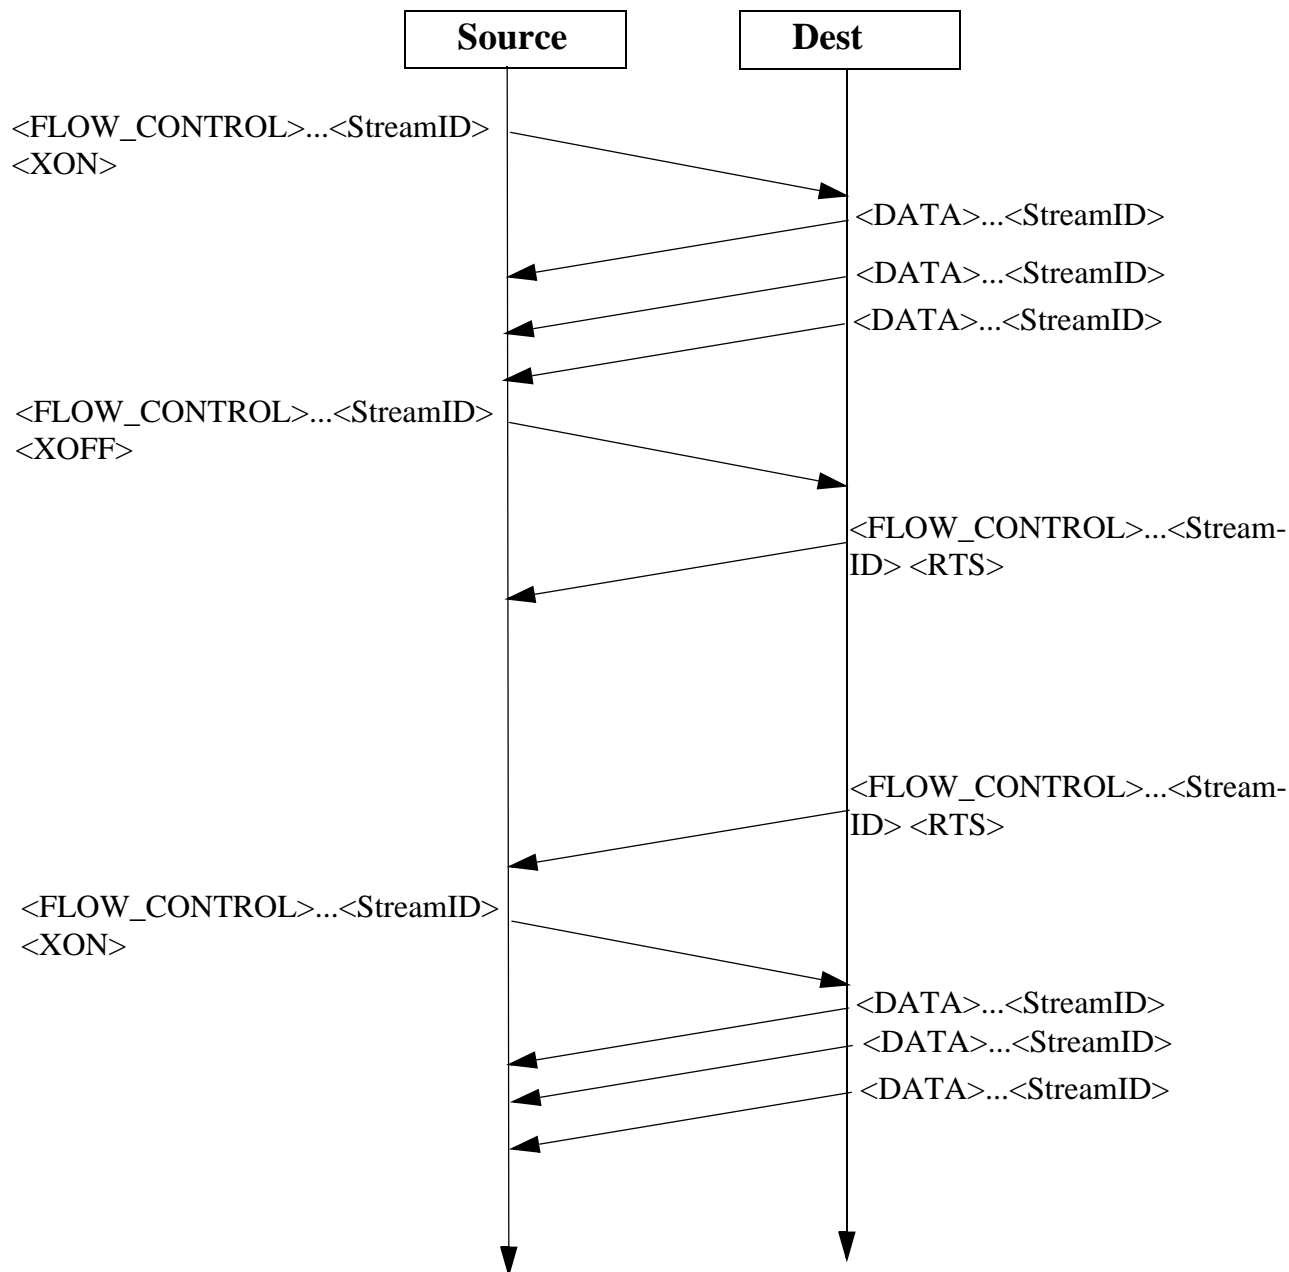 Source
Dest
<FLOW_CONTROL>...<StreamID>
<XON>
<DATA>...<StreamID>
<DATA>...<StreamID>
<DATA>...<StreamID>
<FLOW_CONTROL>...<StreamID>
<XOFF>
<FLOW_CONTROL>...<Stream-
ID> <RTS>
<FLOW_CONTROL>...<Stream-
ID> <RTS>
<FLOW_CONTROL>...<StreamID>
<XON>
<DATA>...<StreamID>
<DATA>...<StreamID>
<DATA>...<StreamID>